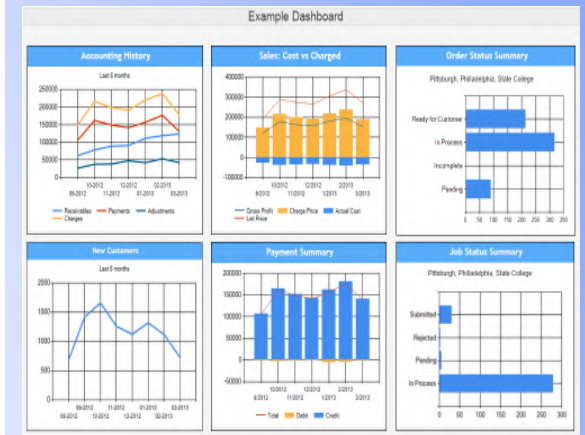 Example Dashboard
Accounting History
Last 6 months
250000
200000
150000
100000
50000
0
10-2012 12-2012 02-2013
09-2012 11-2012 01-2013 03-2013
Receivables Payments Adjustments
Charges
Sales: Cost vs Charged
400000
300000
200000
100000
0
-100000
10/2012 12/2012 2/2013
9/2012 11/2012 1/2013 3/2013
Gross Profit Charge Price Actual Cost
List Price
Order Status Summary
Pittsburgh, Philadelphia, State College
Ready for Customer
In Process
Incomplete
Pending
0 50 100 150 200 250 300 350
New Customers
Last 6 months
2000
1500
1000
500
0
09-2012 11-2012 01-2013 03-2013
08-2012 10-2012 12-2012 02-2013
Payment Summary
200000
150000
100000
50000
0
-50000
10/2012 12/2012 2/2013
9/2012 11/2012 1/2013 3/2013
Total Debit Credit
Job Status Summary
Pittsburgh, Philadelphia, State College
Submitted
Rejected
Pending
In Process
0 50 100 150 200 250 300